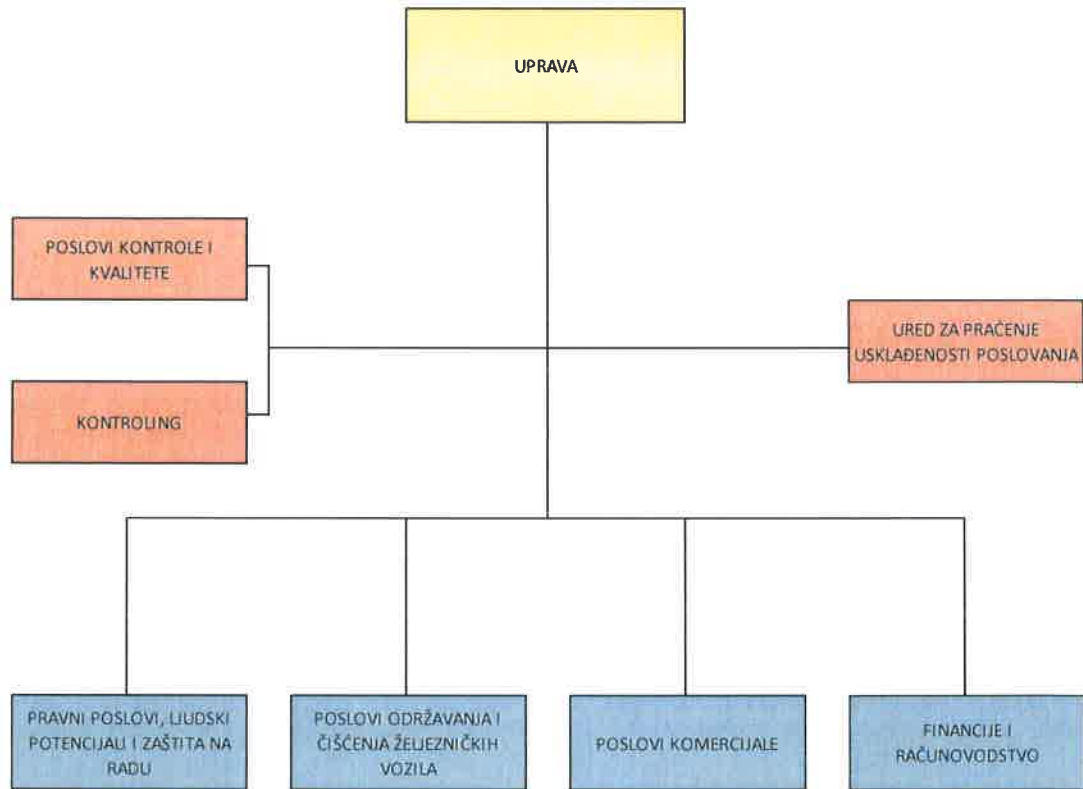 UPRAVA
POSLOVI KONTROLE I
KVALITETE
URED ZA PRAĆENJE
USKLAĐENOSTI POSLOVANJA
KONTROLING
PRAVNI POSLOVI, LJUDSKI
POTENCIJALI I ZAŠTITA NA
RADU
POSLOVI ODRŽAVANJA I
ČIŠĆENJA ŽELJEZNIČKIH
VOZILA
POSLOVI KOMERCIJALE
FINANCIJE I
RAČUNOVODSTVO